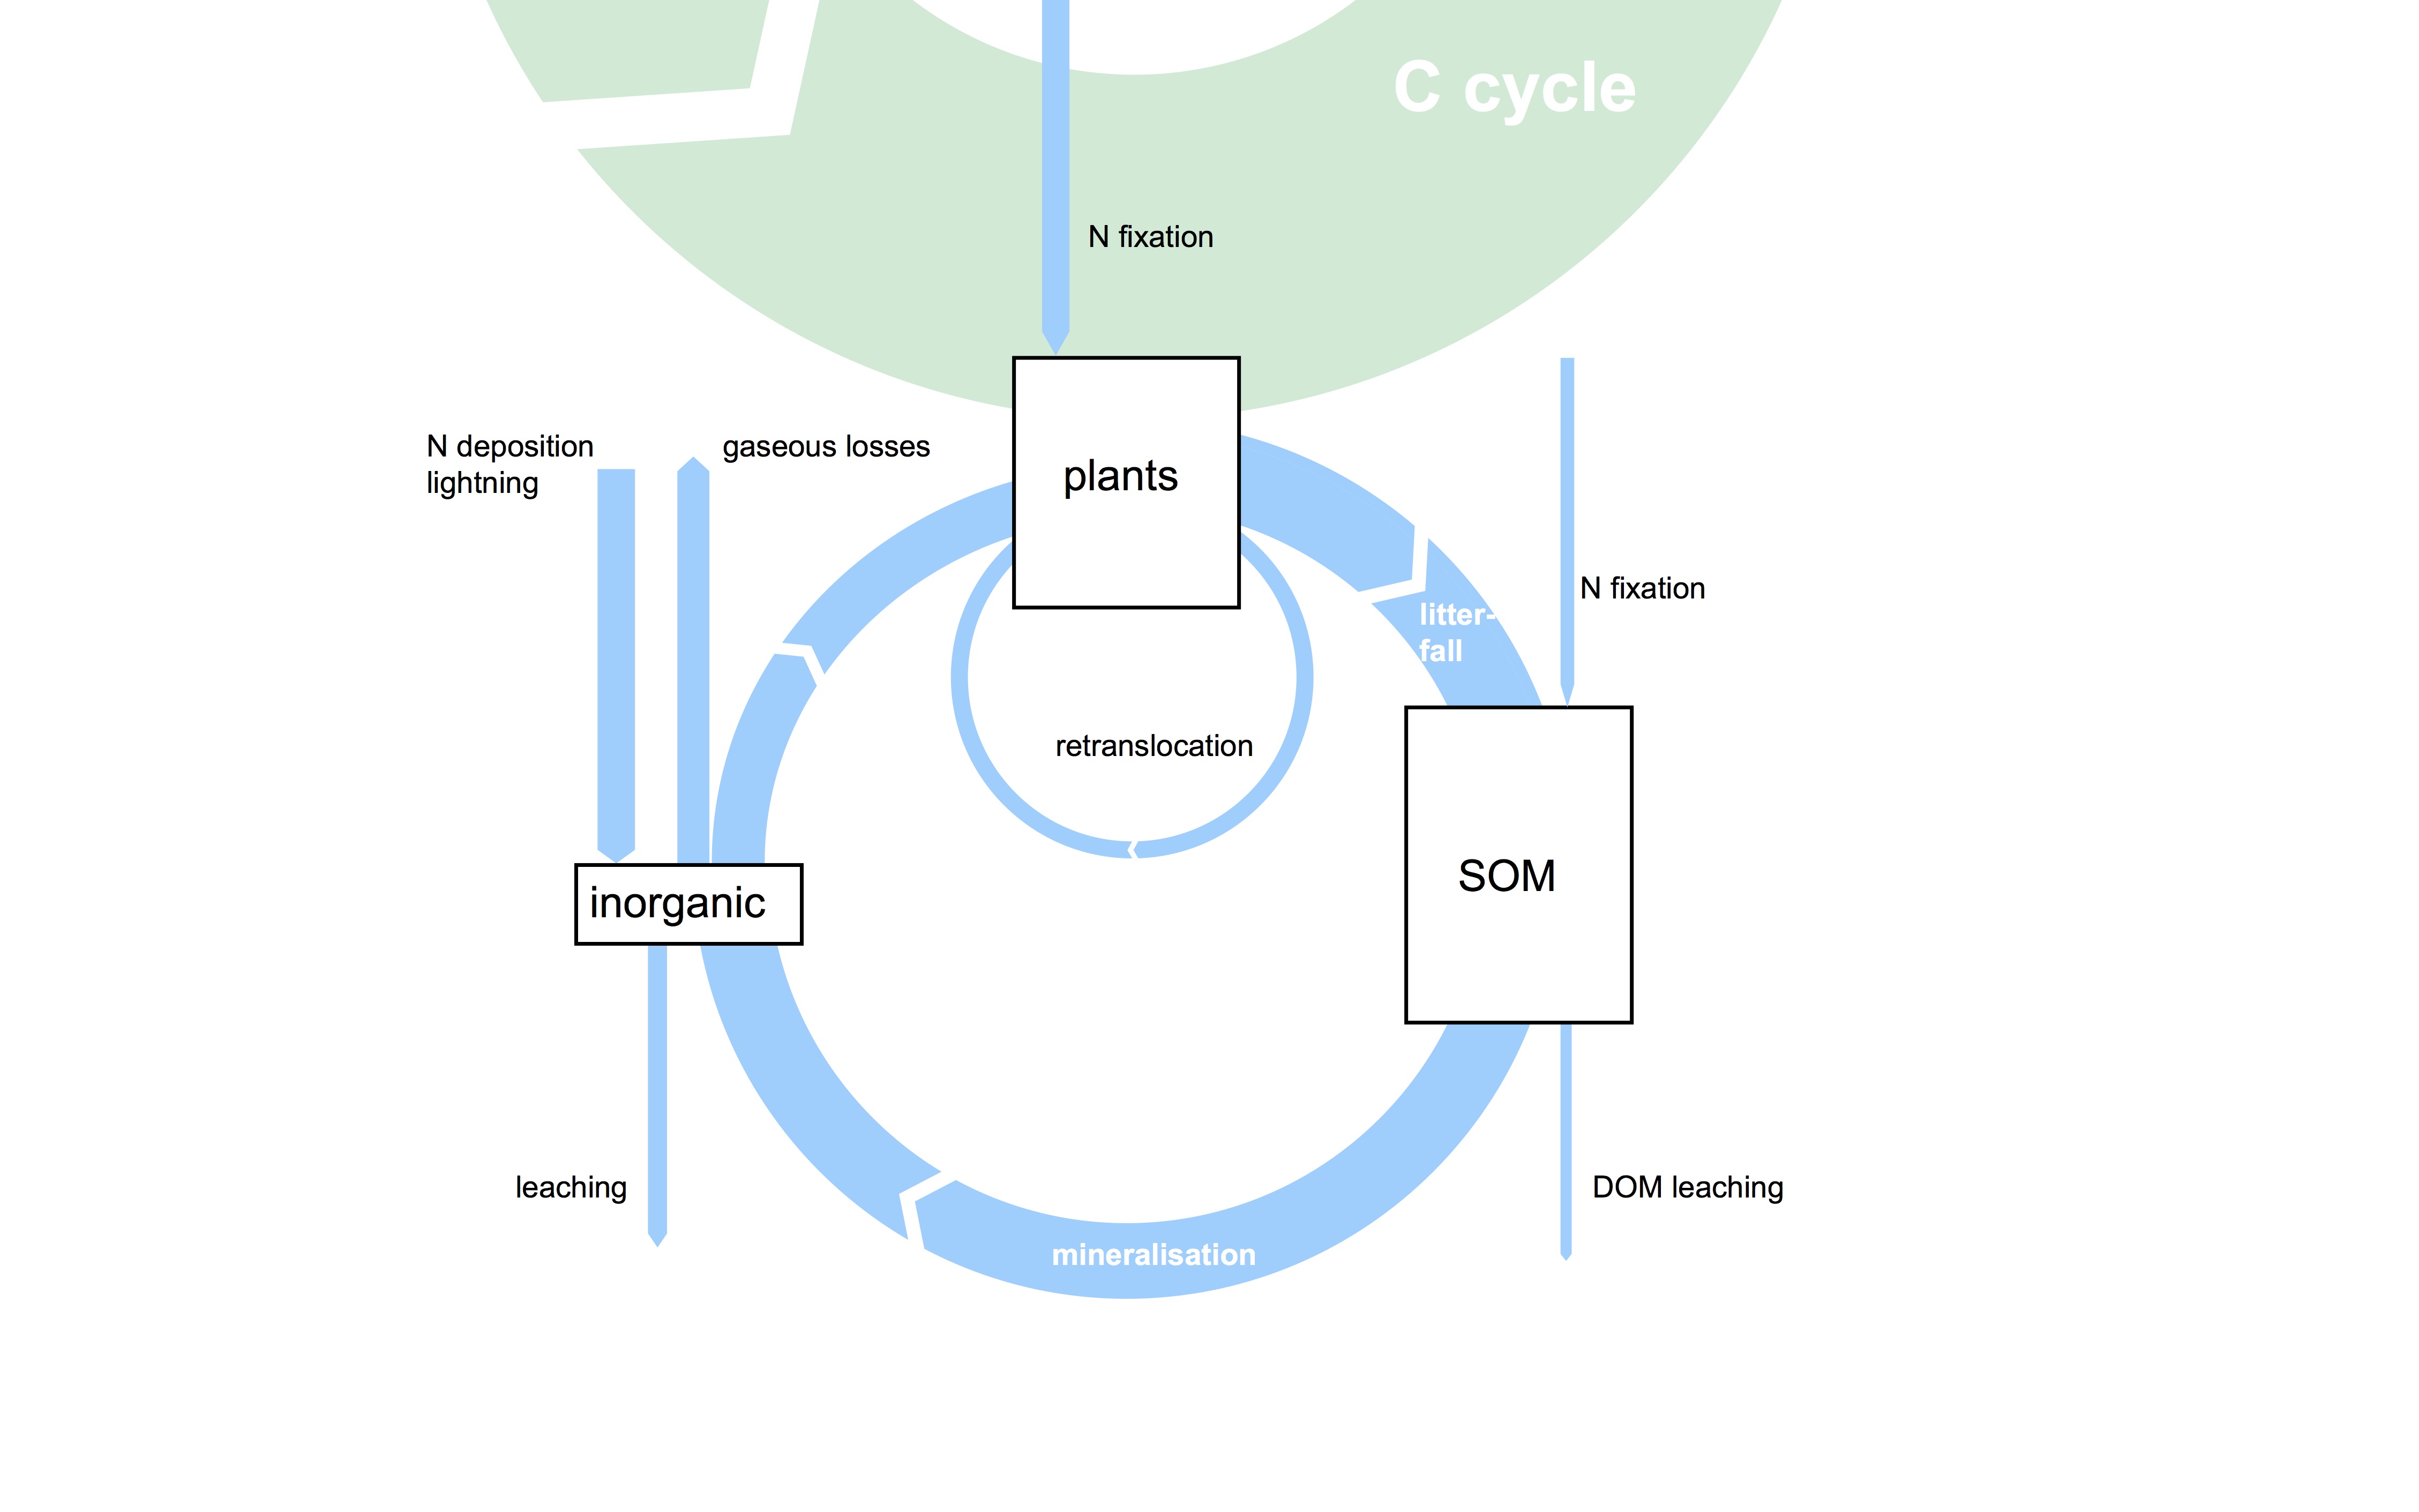 C cycle
N fixation
N deposition
lightning
gaseous losses
plants
N fixation
litter-
fall
retranslocation
SOM
inorganic
leaching
DOM leaching
mineralisation